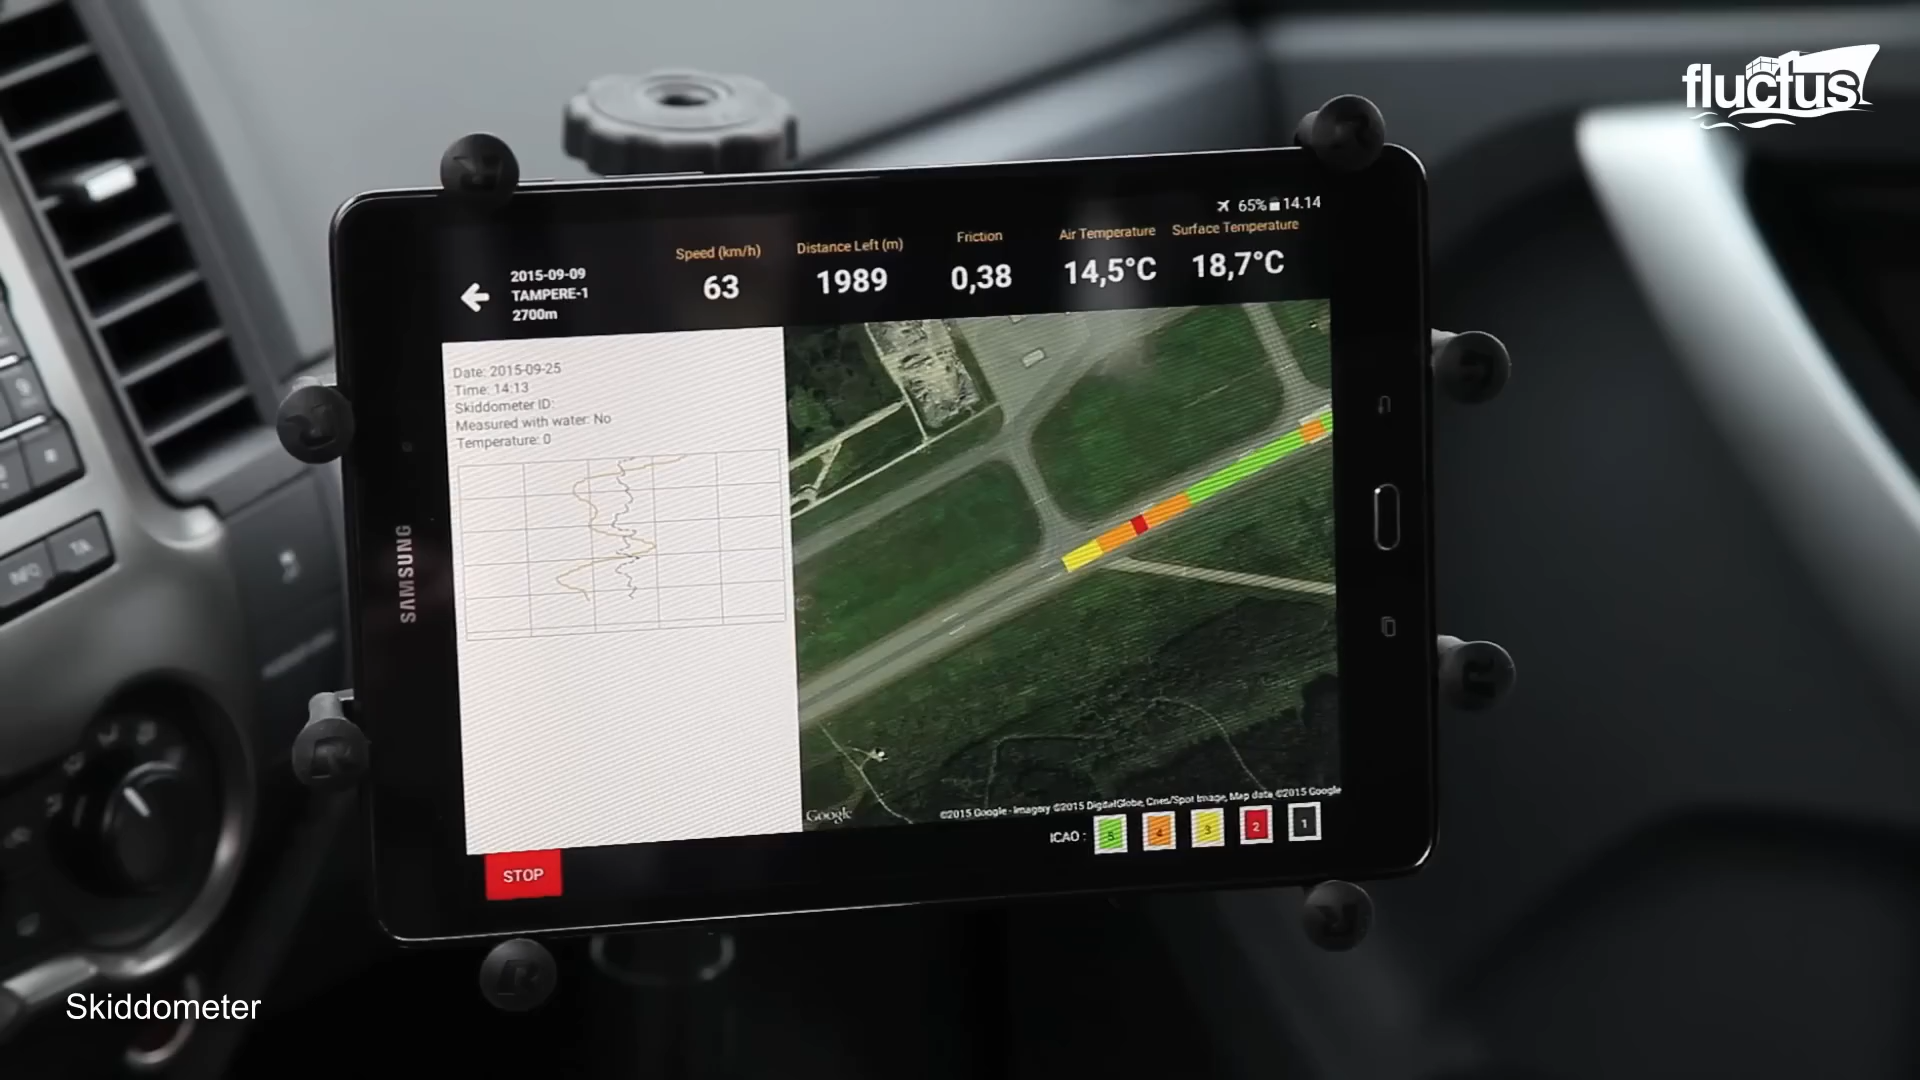 fluctus
65% 14.14
Speed (km/h)
Distance Left (m)
Friction
Air Temperature
Surface Temperature
2015-09-09
TAMPERE-1
2700m
63
1989
0,38
14,5°C
18,7°C
Date: 2015-09-25
Time: 14:13
Skiddometer ID:
Measured with water: No
Temperature: 0
SAMSUNG
INFO
TA
Google
©2015 Google - Imagery ©2015 DigitalGlobe, Cnes/Spot Image, Map data ©2015 Google
ICAO : 5 4 3 2 1
STOP
Skiddometer